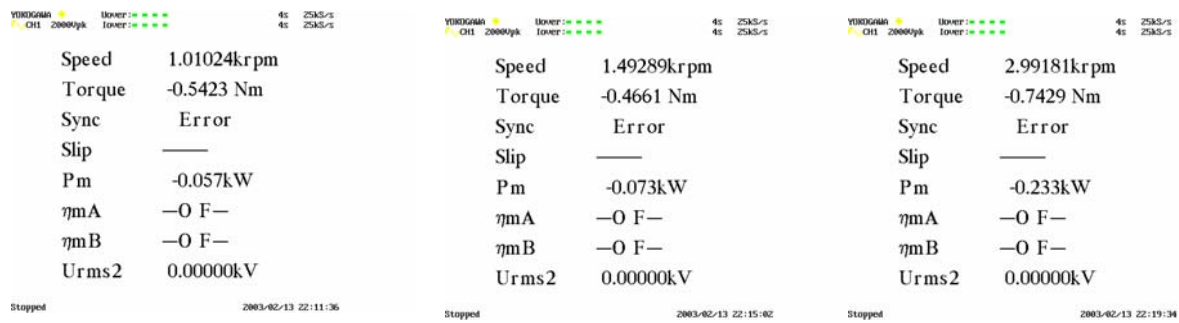 YOKOGAWA Uover:
CH1 2000Vpk Iover:
4s 25kS/s
4s 25kS/s
Speed 1.01024krpm
Torque -0.5423 Nm
Sync Error
Slip ——
Pm -0.057kW
ηmA —O F—
ηmB —O F—
Urms2 0.00000kV
Stopped 2003/02/13 22:11:36
YOKOGAWA Uover:
CH1 2000Vpk Iover:
4s 25kS/s
4s 25kS/s
Speed 1.49289krpm
Torque -0.4661 Nm
Sync Error
Slip ——
Pm -0.073kW
ηmA —O F—
ηmB —O F—
Urms2 0.00000kV
Stopped 2003/02/13 22:15:02
YOKOGAWA Uover:
CH1 2000Vpk Iover:
4s 25kS/s
4s 25kS/s
Speed 2.99181krpm
Torque -0.7429 Nm
Sync Error
Slip ——
Pm -0.233kW
ηmA —O F—
ηmB —O F—
Urms2 0.00000kV
Stopped 2003/02/13 22:19:34